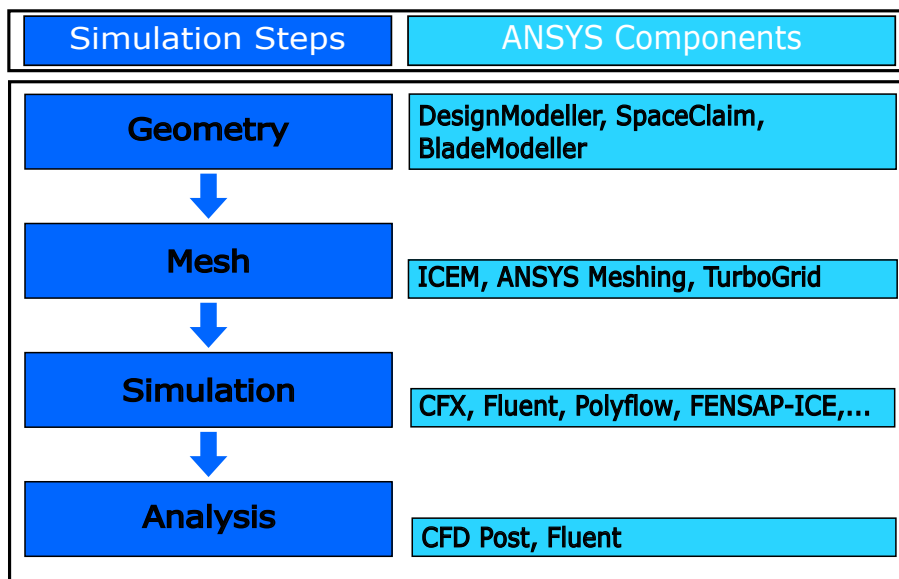 Simulation Steps
ANSYS Components
Geometry
DesignModeller, SpaceClaim,
BladeModeller
Mesh
ICEM, ANSYS Meshing, TurboGrid
Simulation
CFX, Fluent, Polyflow, FENSAP-ICE,...
Analysis
CFD Post, Fluent